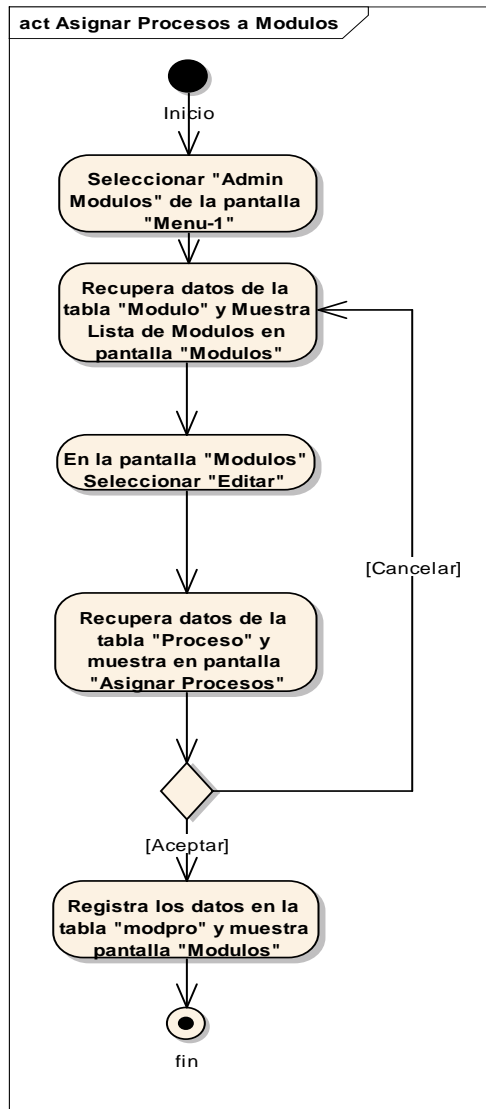 act Asignar Procesos a Modulos
Inicio
Seleccionar "Admin
Modulos" de la pantalla
"Menu-1"
Recupera datos de la
tabla "Modulo" y Muestra
Lista de Modulos en
pantalla "Modulos"
En la pantalla "Modulos"
Seleccionar "Editar"
[Cancelar]
Recupera datos de la
tabla "Proceso" y
muestra en pantalla
"Asignar Procesos"
[Aceptar]
Registra los datos en la
tabla "modpro" y muestra
pantalla "Modulos"
fin